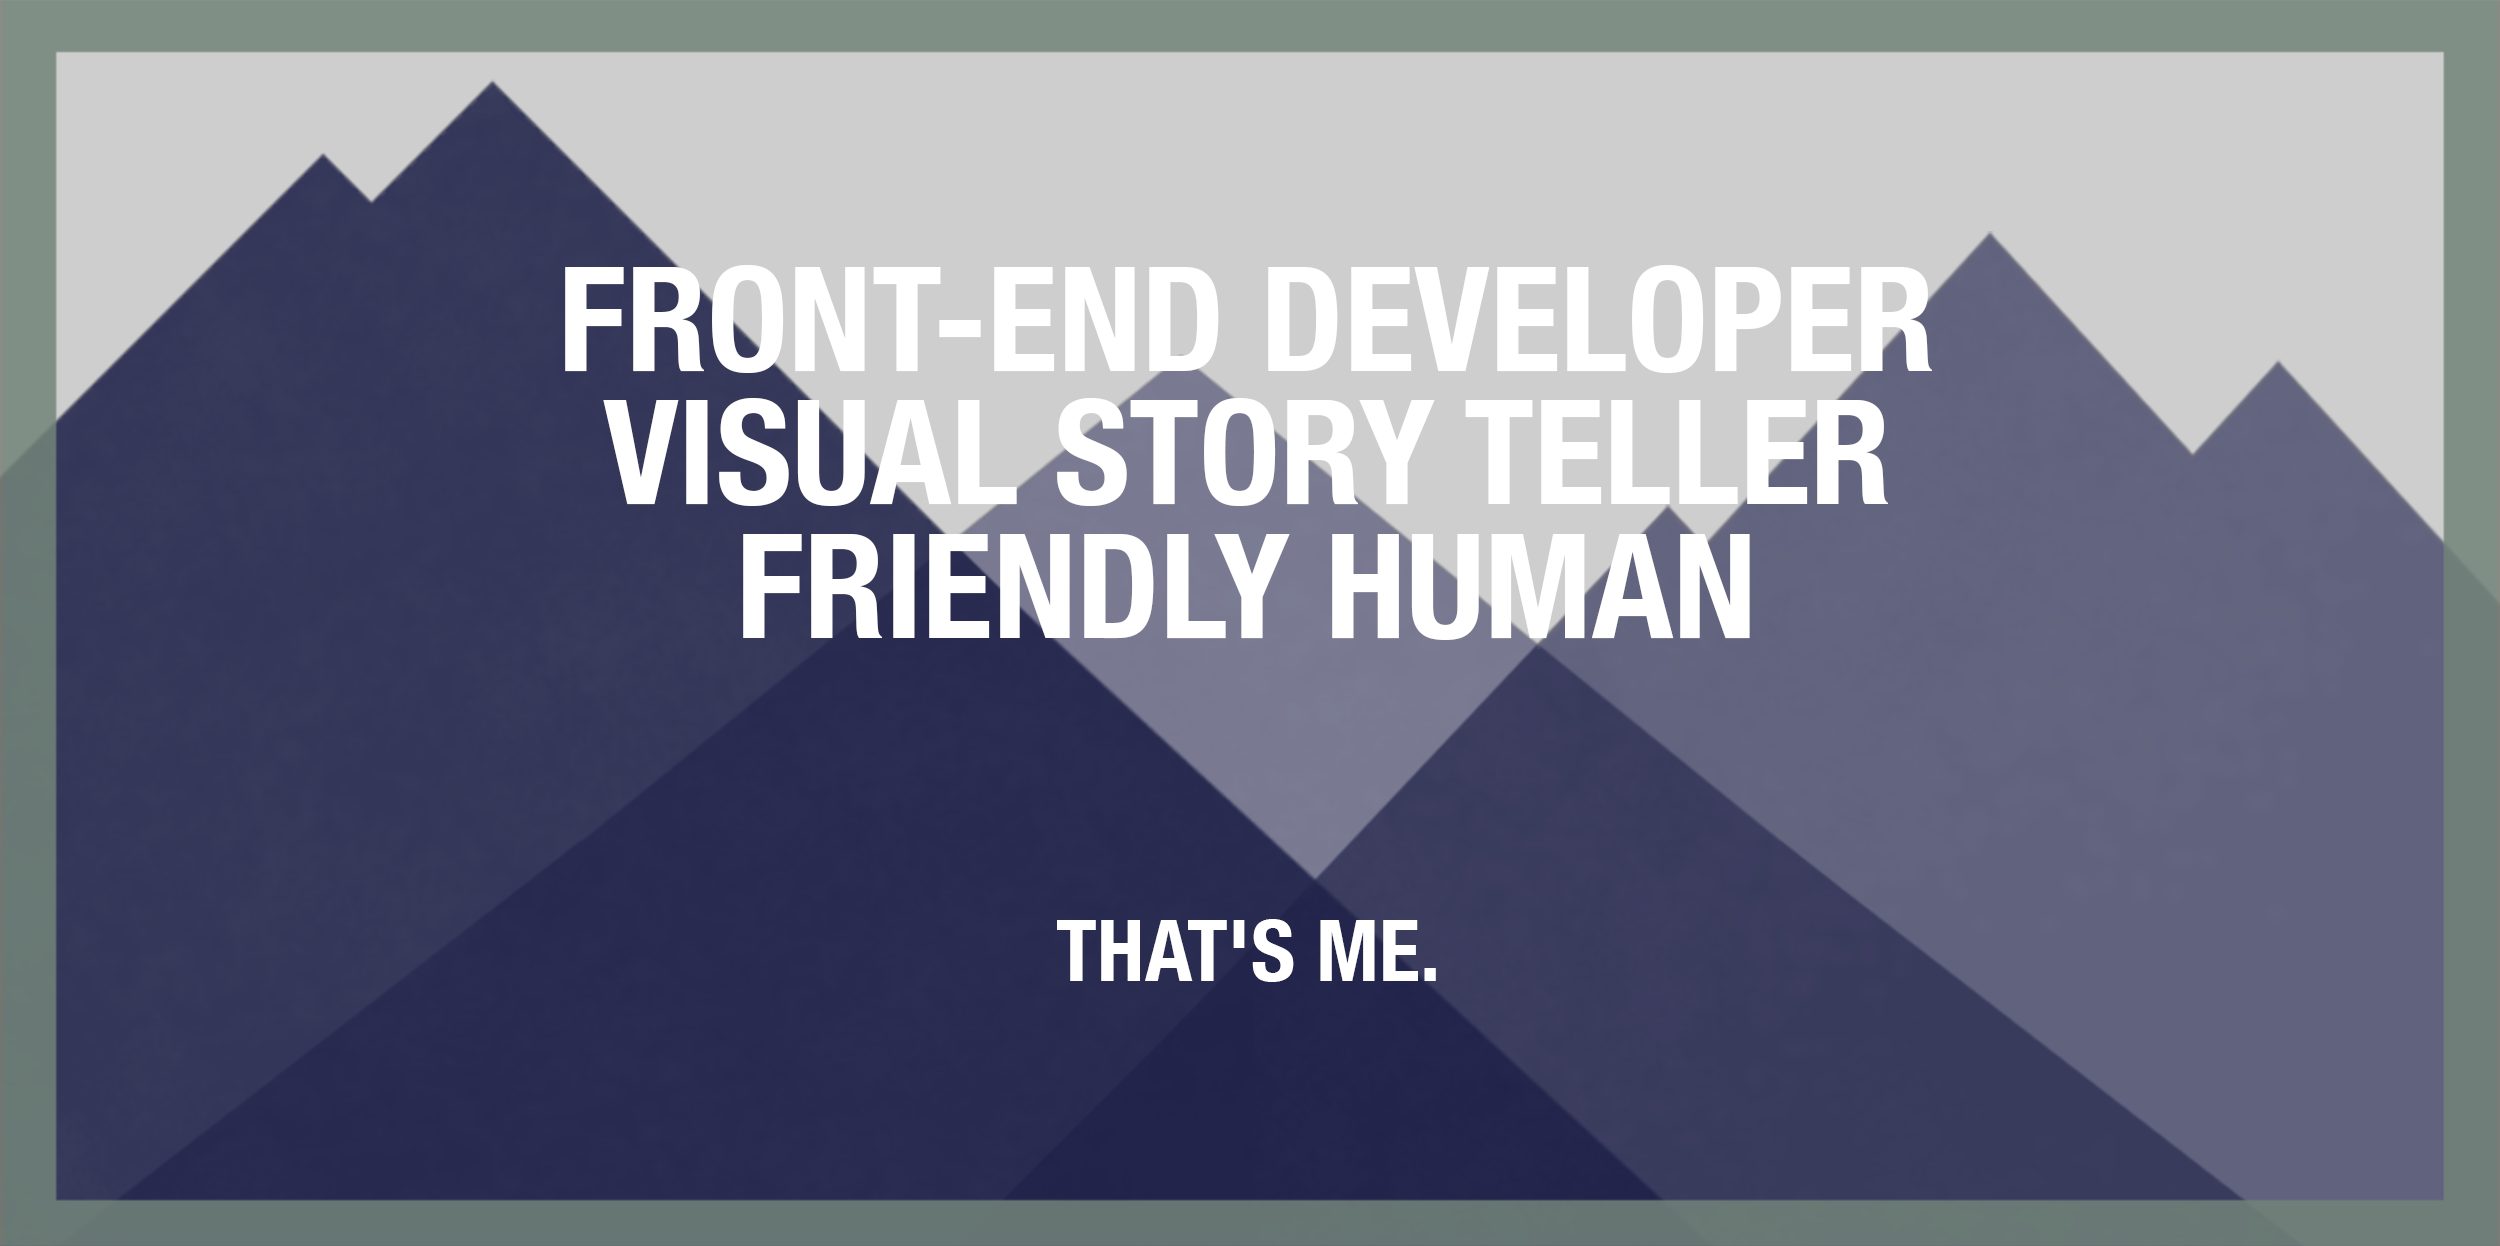 FRONT-END DEVELOPER
VISUAL STORY TELLER
FRIENDLY HUMAN
THAT'S ME.